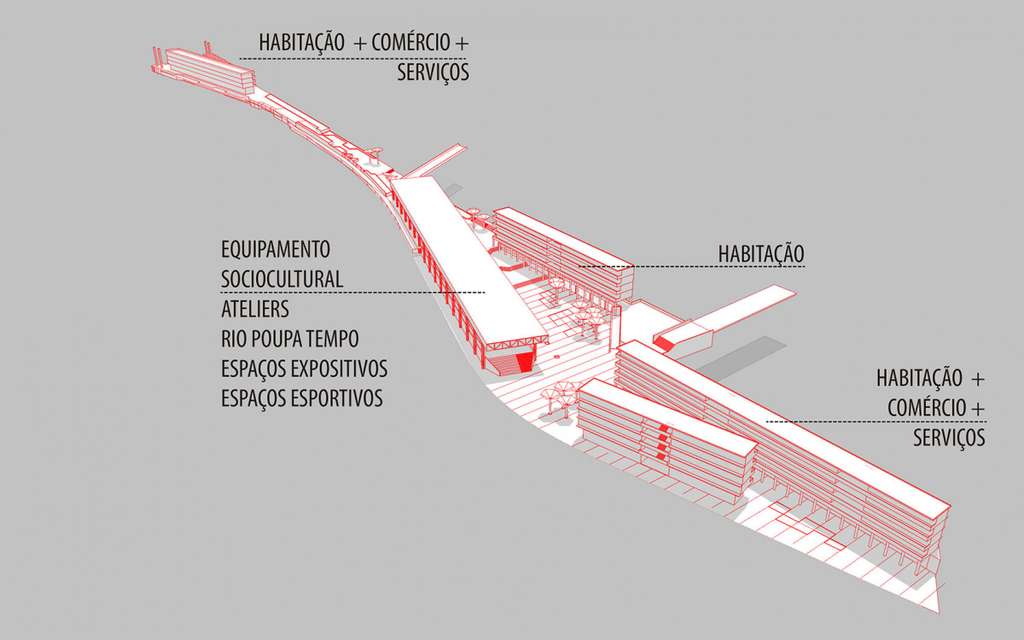 HABITAÇÃO + COMÉRCIO +
SERVIÇOS
EQUIPAMENTO
SOCIOCULTURAL
ATELIERS
RIO POUPA TEMPO
ESPAÇOS EXPOSITIVOS
ESPAÇOS ESPORTIVOS
HABITAÇÃO
HABITAÇÃO +
COMÉRCIO +
SERVIÇOS